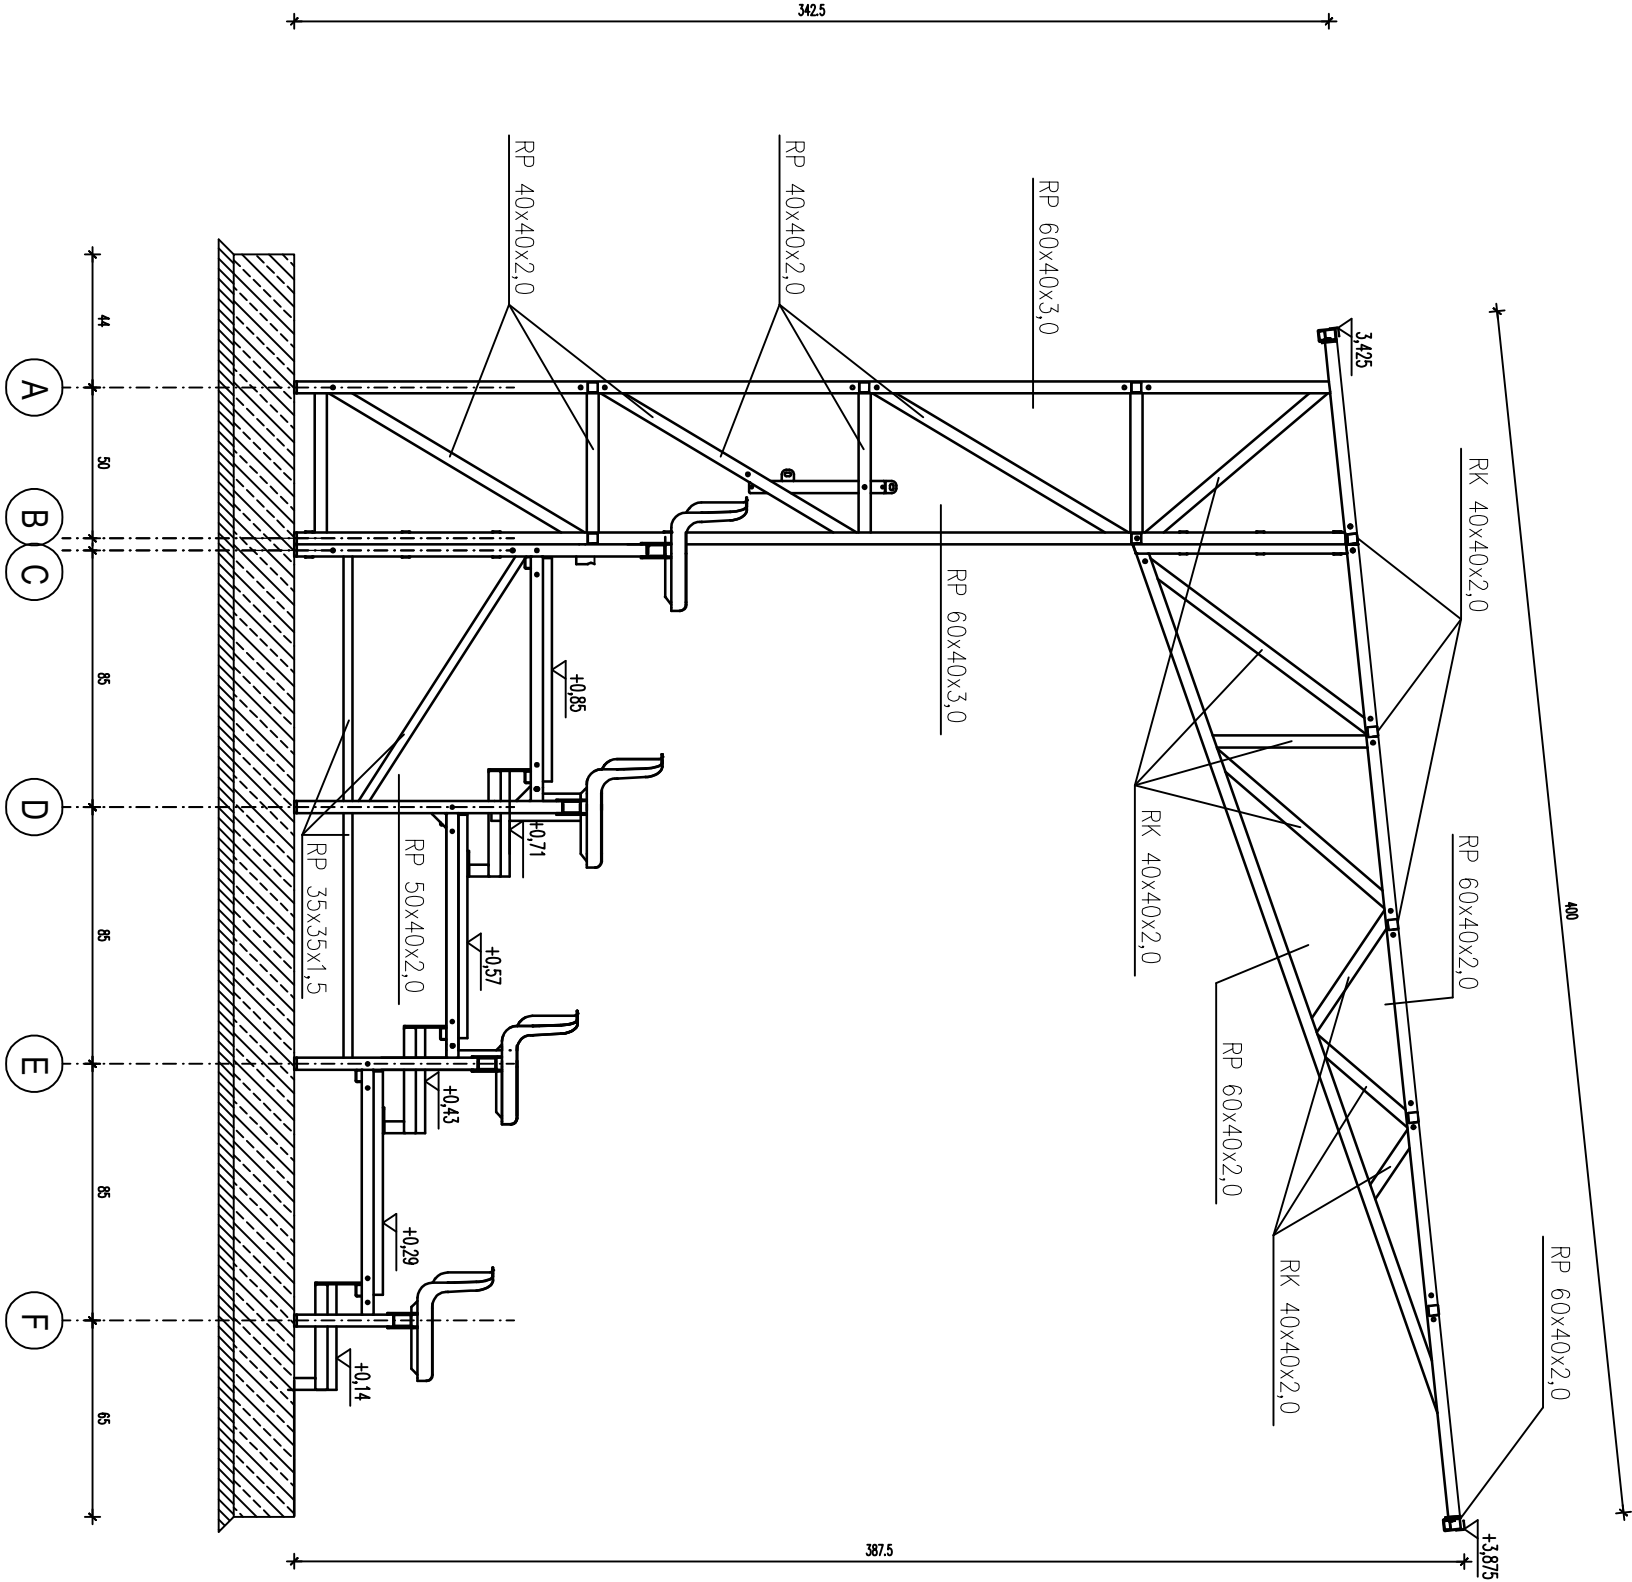 342.5
RP 40x40x2,0
RP 40x40x2,0
RP 60x40x3,0
3,425
400
RK 40x40x2,0
RP 60x40x3,0
+0,85
+0,71
+0,57
+0,43
+0,29
+0,14
RP 50x40x2,0
RP 35x35x1,5
RK 40x40x2,0
RP 60x40x2,0
RP 60x40x2,0
RK 40x40x2,0
RP 60x40x2,0
+3,875
387.5
44
50
85
85
85
65
A
B
C
D
E
F